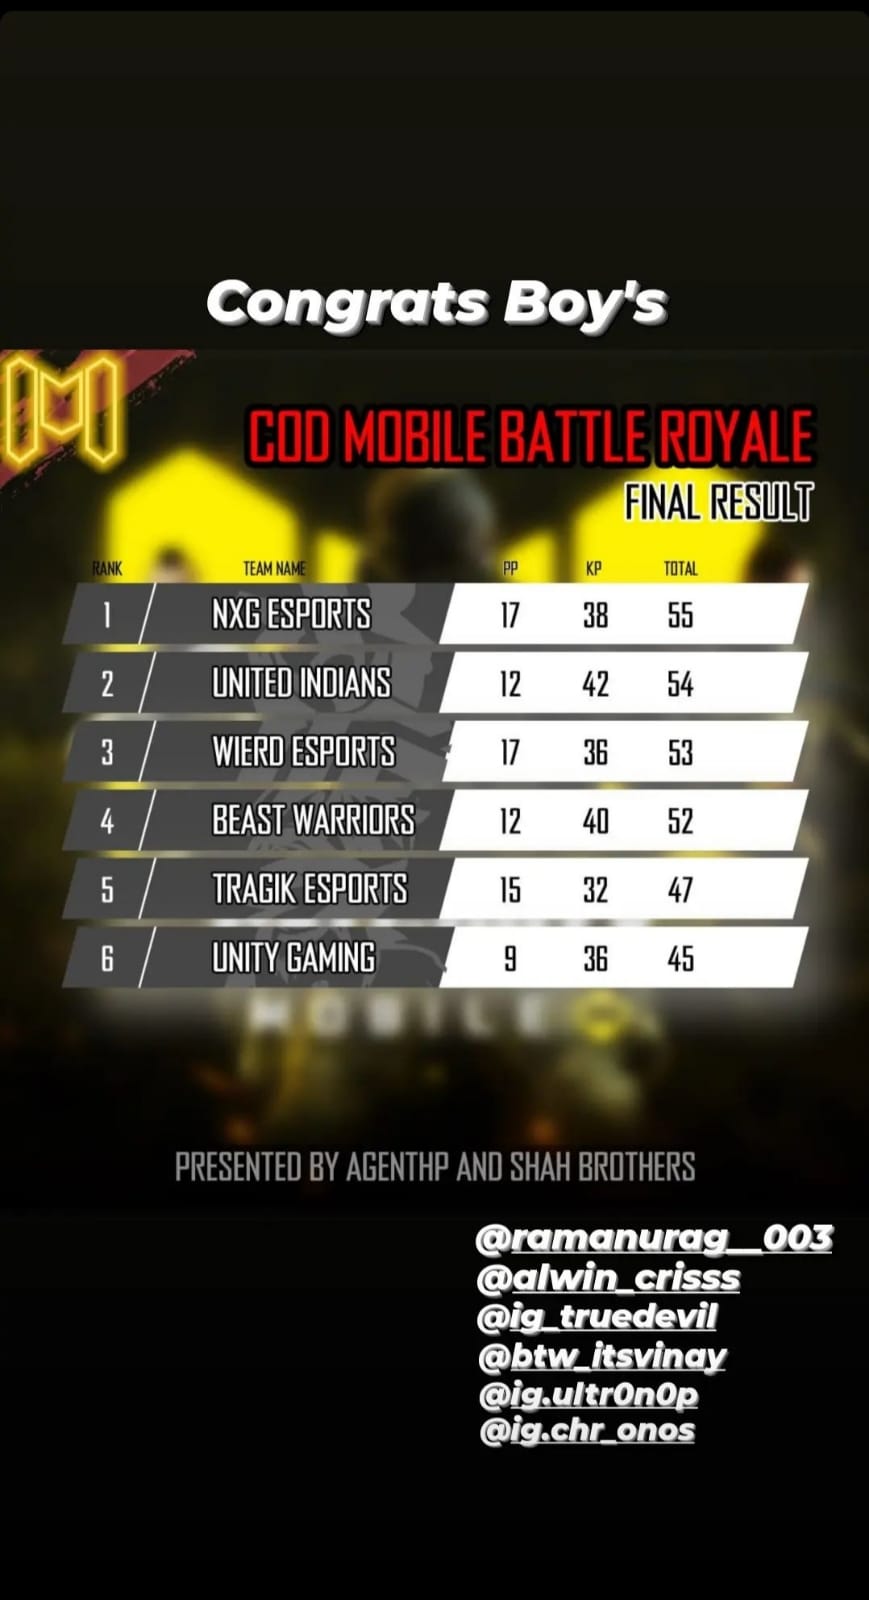 Congrats Boy's
COD MOBILE BATTLE ROYALE
FINAL RESULT
RANK TEAM NAME PP KP TOTAL
1 NXG ESPORTS 17 38 55
2 UNITED INDIANS 12 42 54
3 WIERD ESPORTS 17 36 53
4 BEAST WARRIORS 12 40 52
5 TRAGIK ESPORTS 15 32 47
6 UNITY GAMING 9 36 45
MOBILE
PRESENTED BY AGENTHP AND SHAH BROTHERS
@ramanurag__003
@alwin_crisss
@ig_truedevil
@btw_itsvinay
@ig.ultr0n0p
@ig.chr_onos